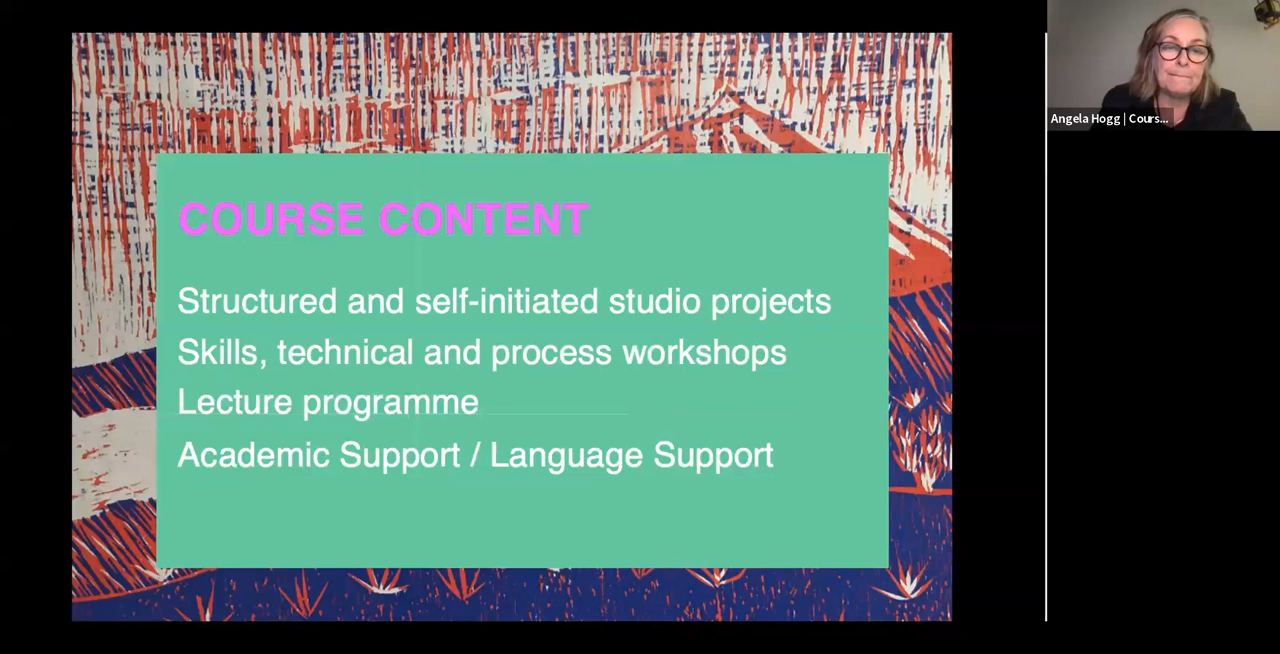 COURSE CONTENT
Structured and self-initiated studio projects
Skills, technical and process workshops
Lecture programme
Academic Support / Language Support
Angela Hogg | Cours...